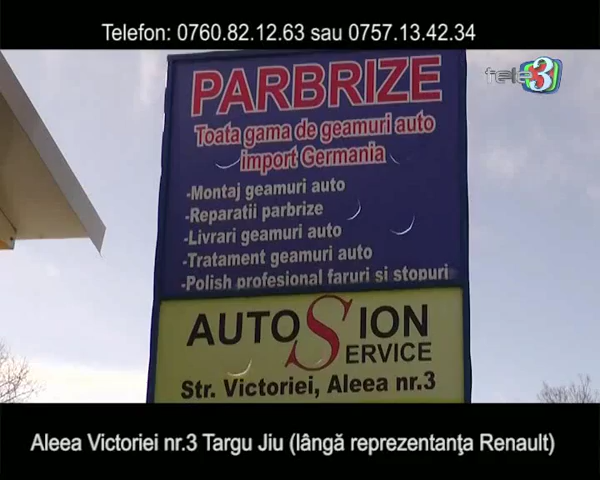 Telefon: 0760.82.12.63 sau 0757.13.42.34
tele3
PARBRIZE
Toata gama de geamuri auto
import Germania
-Montaj geamuri auto
-Reparatii parbrize
-Livrari geamuri auto
-Tratament geamuri auto
-Polish profesional faruri si stopuri
AUTO SION
SERVICE
Str. Victoriei, Aleea nr.3
Aleea Victoriei nr.3 Targu Jiu (lângă reprezentanţa Renault)